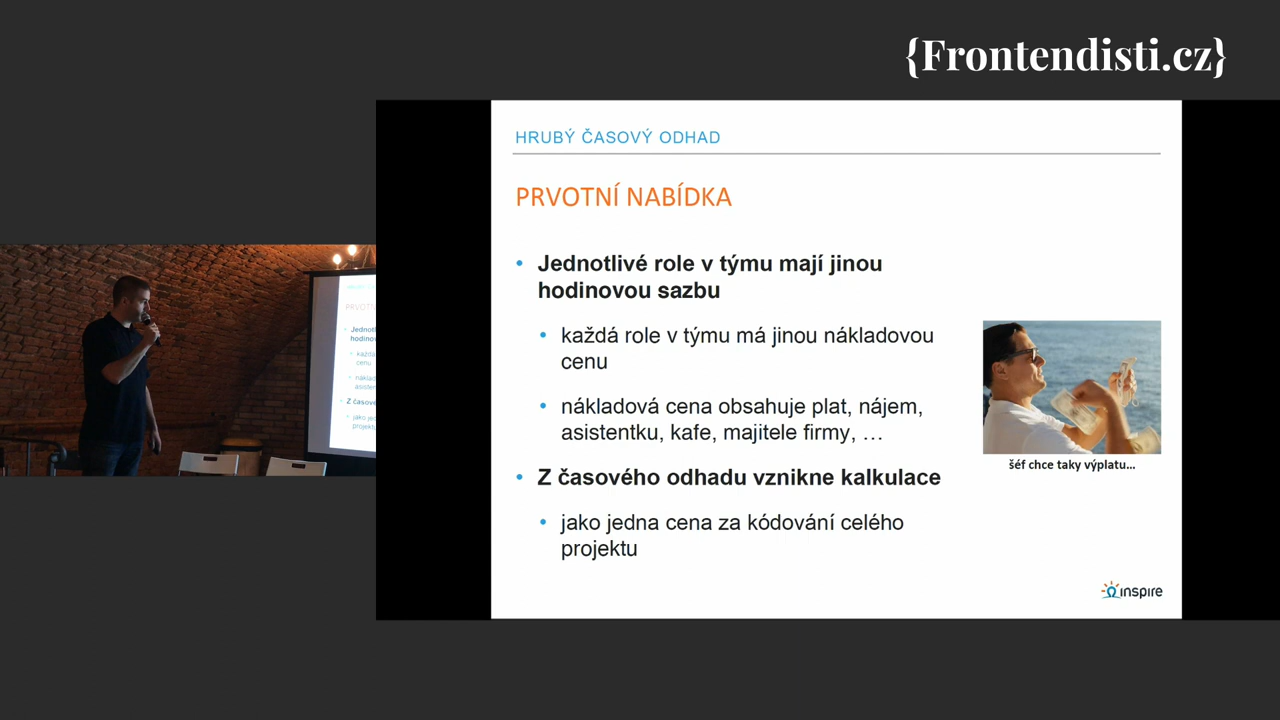 {Frontendisti.cz}
HRUBÝ ČASOVÝ ODHAD
PRVOTNÍ NABÍDKA
• Jednotlivé role v týmu mají jinou
hodinovou sazbu
• každá role v týmu má jinou nákladovou
cenu
• nákladová cena obsahuje plat, nájem,
asistentku, kafe, majitele firmy, …
• Z časového odhadu vznikne kalkulace
• jako jedna cena za kódování celého
projektu
šéf chce taky výplatu...
inspire